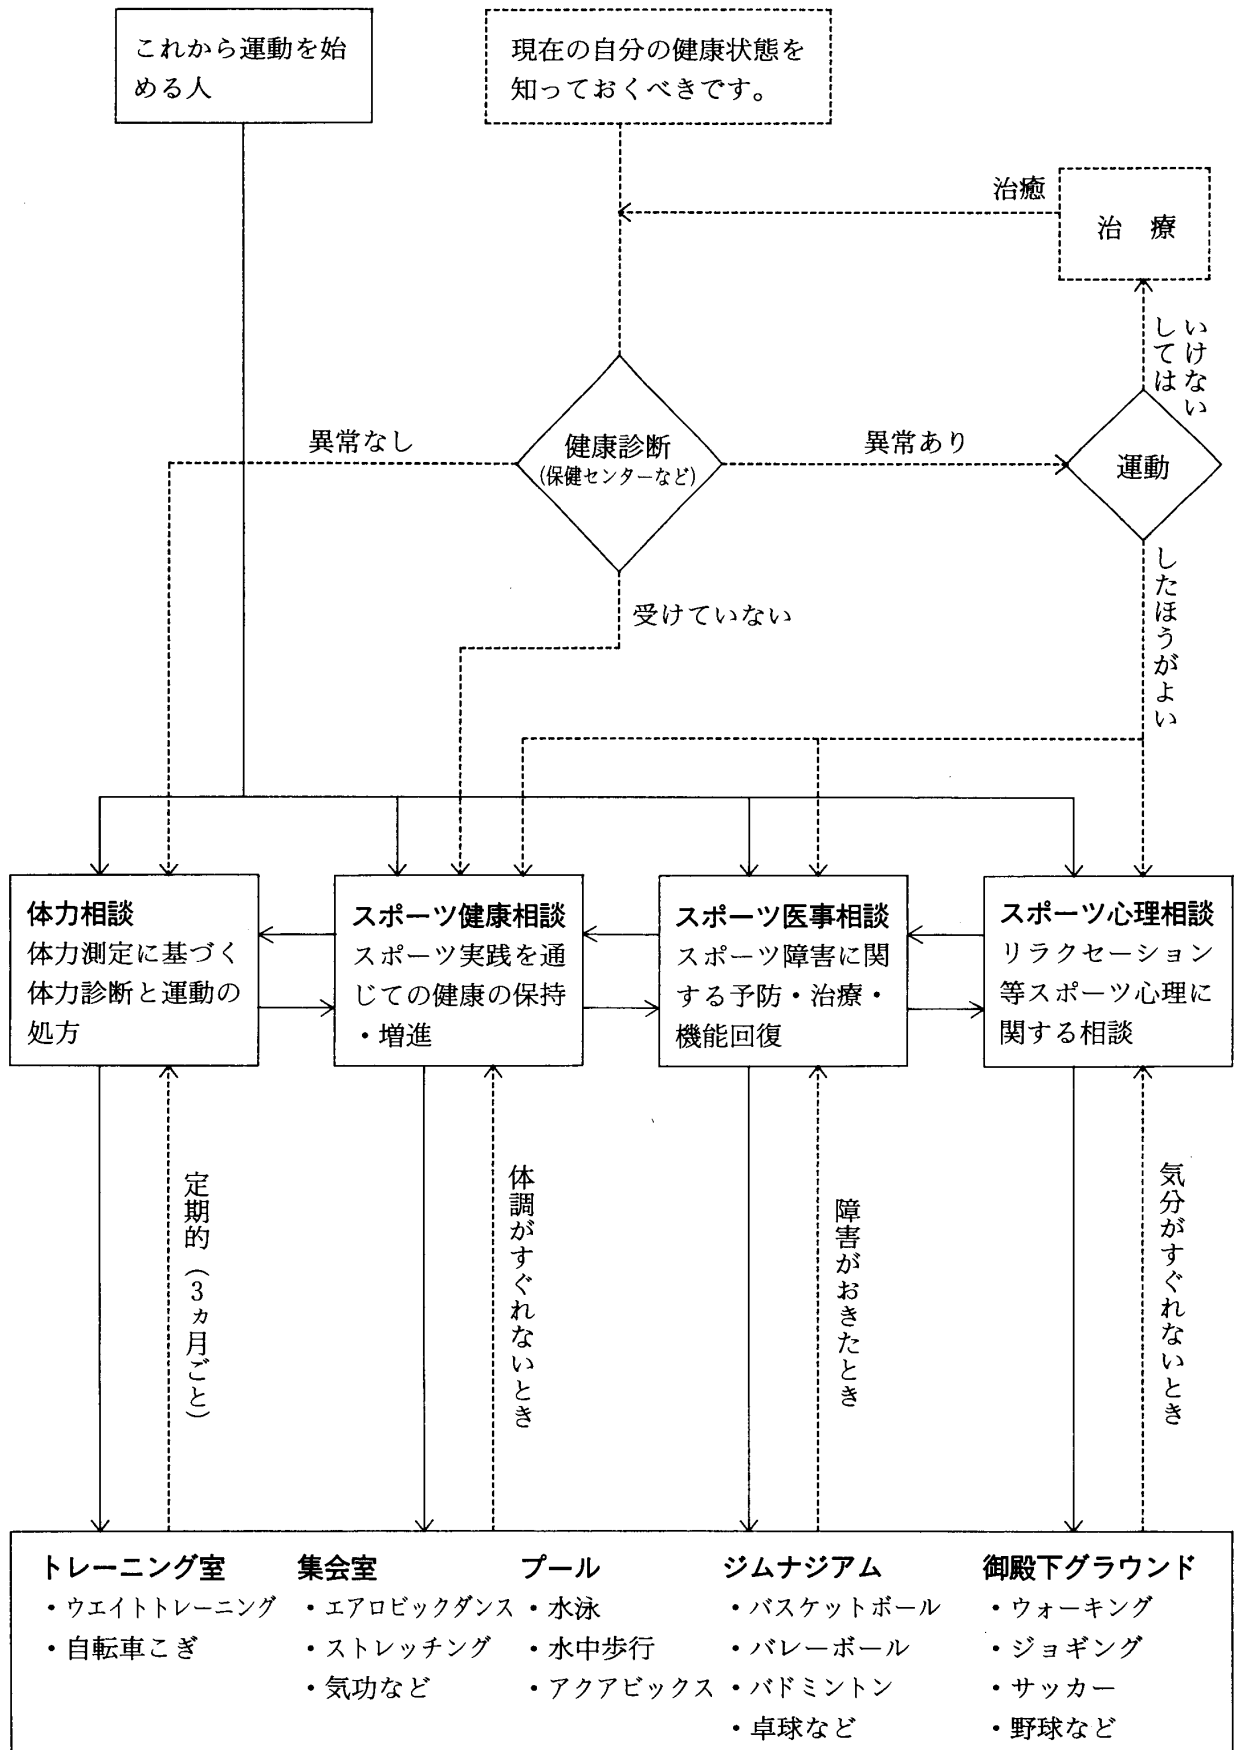 これから運動を始
める人
現在の自分の健康状態を
知っておくべきです。
治癒
治 療
いけない
しては
異常なし
健康診断
(保健センターなど)
異常あり
運動
受けていない
したほうがよい
体力相談
体力測定に基づく
体力診断と運動の
処方
スポーツ健康相談
スポーツ実践を通
じての健康の保持
・増進
スポーツ医事相談
スポーツ障害に関
する予防・治療・
機能回復
スポーツ心理相談
リラクセーション
等スポーツ心理に
関する相談
定期的(3ヵ月ごと)
体調がすぐれないとき
障害がおきたとき
気分がすぐれないとき
トレーニング室
・ウエイトトレーニング
・自転車こぎ
集会室
・エアロビックダンス
・ストレッチング
・気功など
プール
・水泳
・水中歩行
・アクアビックス
ジムナジアム
・バスケットボール
・バレーボール
・バドミントン
・卓球など
御殿下グラウンド
・ウォーキング
・ジョギング
・サッカー
・野球など